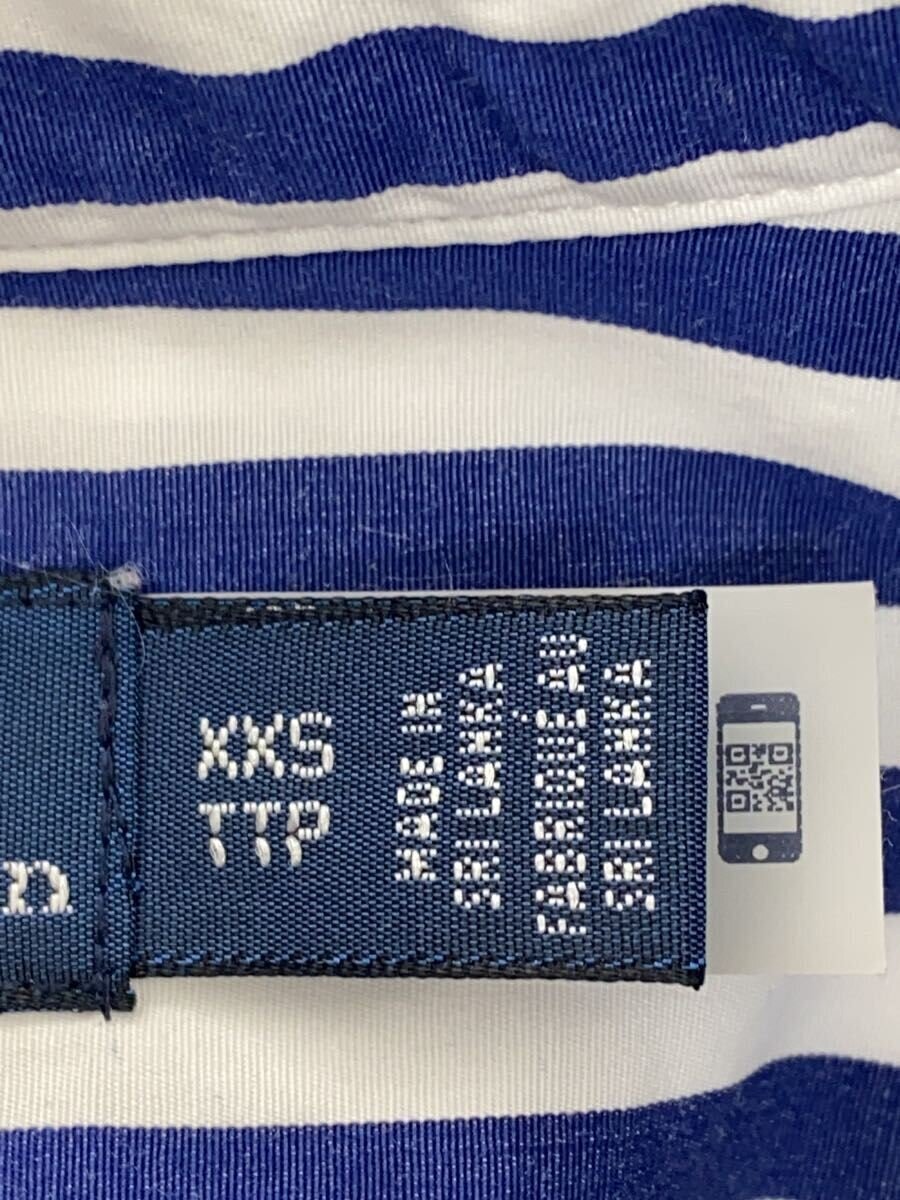 n
XXS
TTP
MADE IN
SRI LANKA
FABRIQUÉ AU
SRI LANKA